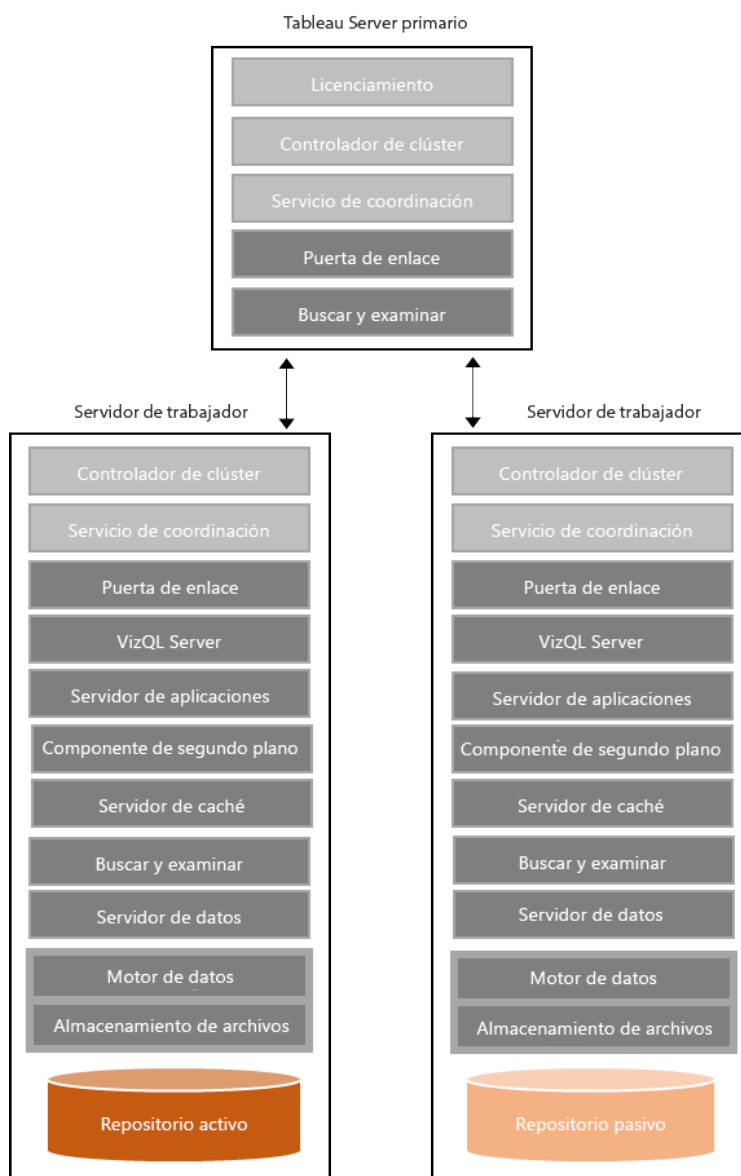 Tableau Server primario
Licenciamiento
Controlador de clúster
Servicio de coordinación
Puerta de enlace
Buscar y examinar
Servidor de trabajador
Controlador de clúster
Servicio de coordinación
Puerta de enlace
VizQL Server
Servidor de aplicaciones
Componente de segundo plano
Servidor de caché
Buscar y examinar
Servidor de datos
Motor de datos
Almacenamiento de archivos
Repositorio activo
Servidor de trabajador
Controlador de clúster
Servicio de coordinación
Puerta de enlace
VizQL Server
Servidor de aplicaciones
Componente de segundo plano
Servidor de caché
Buscar y examinar
Servidor de datos
Motor de datos
Almacenamiento de archivos
Repositorio pasivo